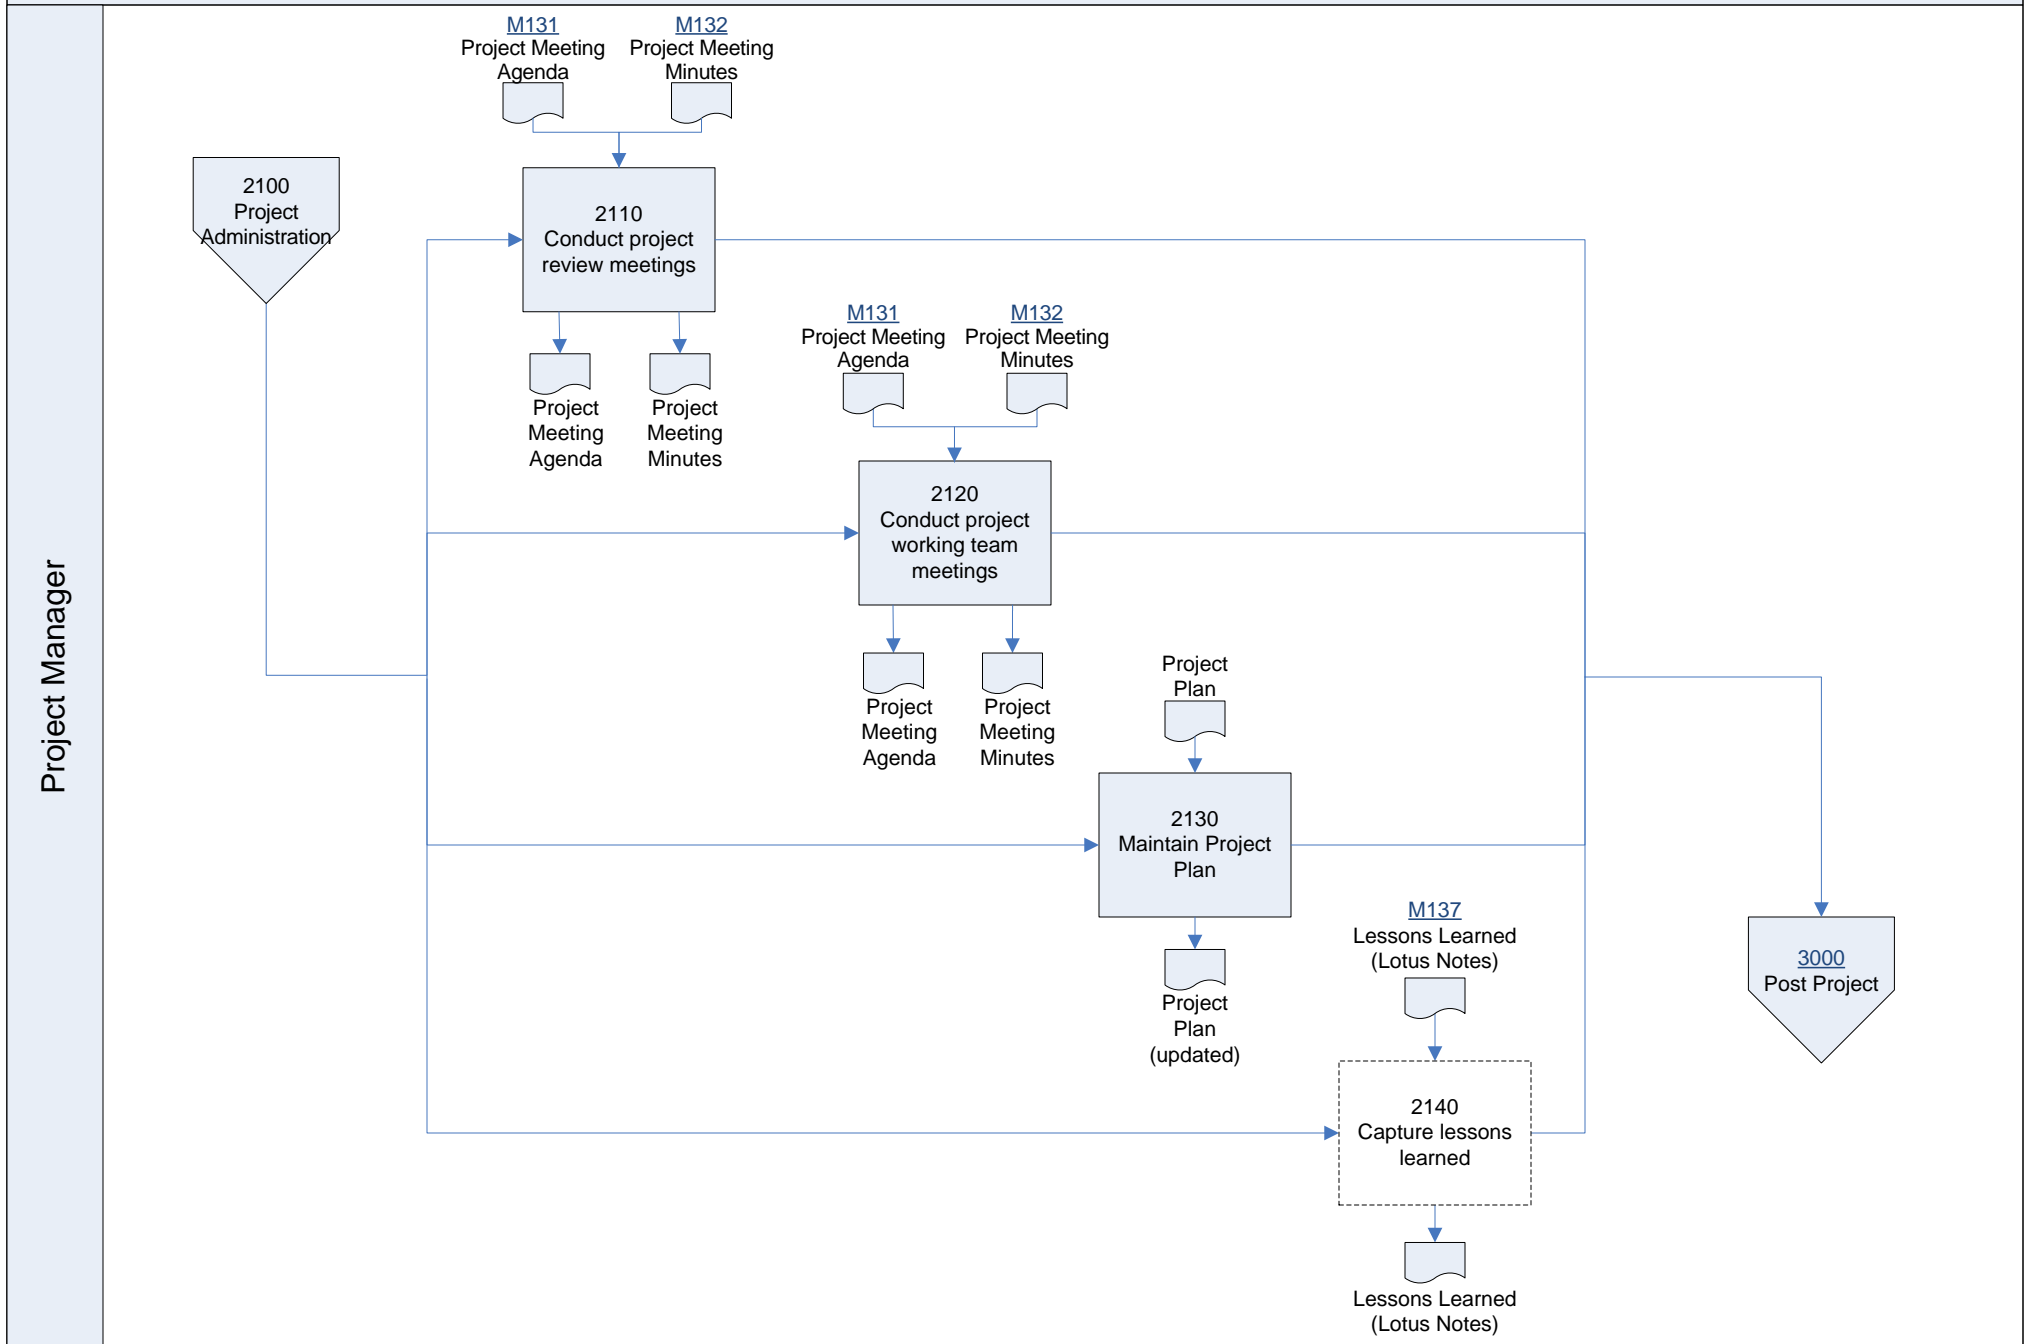 M131
Project Meeting
Agenda
M132
Project Meeting
Minutes
2100
Project
Administration
2110
Conduct project
review meetings
Project
Meeting
Agenda
Project
Meeting
Minutes
M131
Project Meeting
Agenda
M132
Project Meeting
Minutes
2120
Conduct project
working team
meetings
Project
Meeting
Agenda
Project
Meeting
Minutes
Project Manager
Project
Plan
2130
Maintain Project
Plan
Project
Plan
(updated)
M137
Lessons Learned
(Lotus Notes)
2140
Capture lessons
learned
Lessons Learned
(Lotus Notes)
3000
Post Project